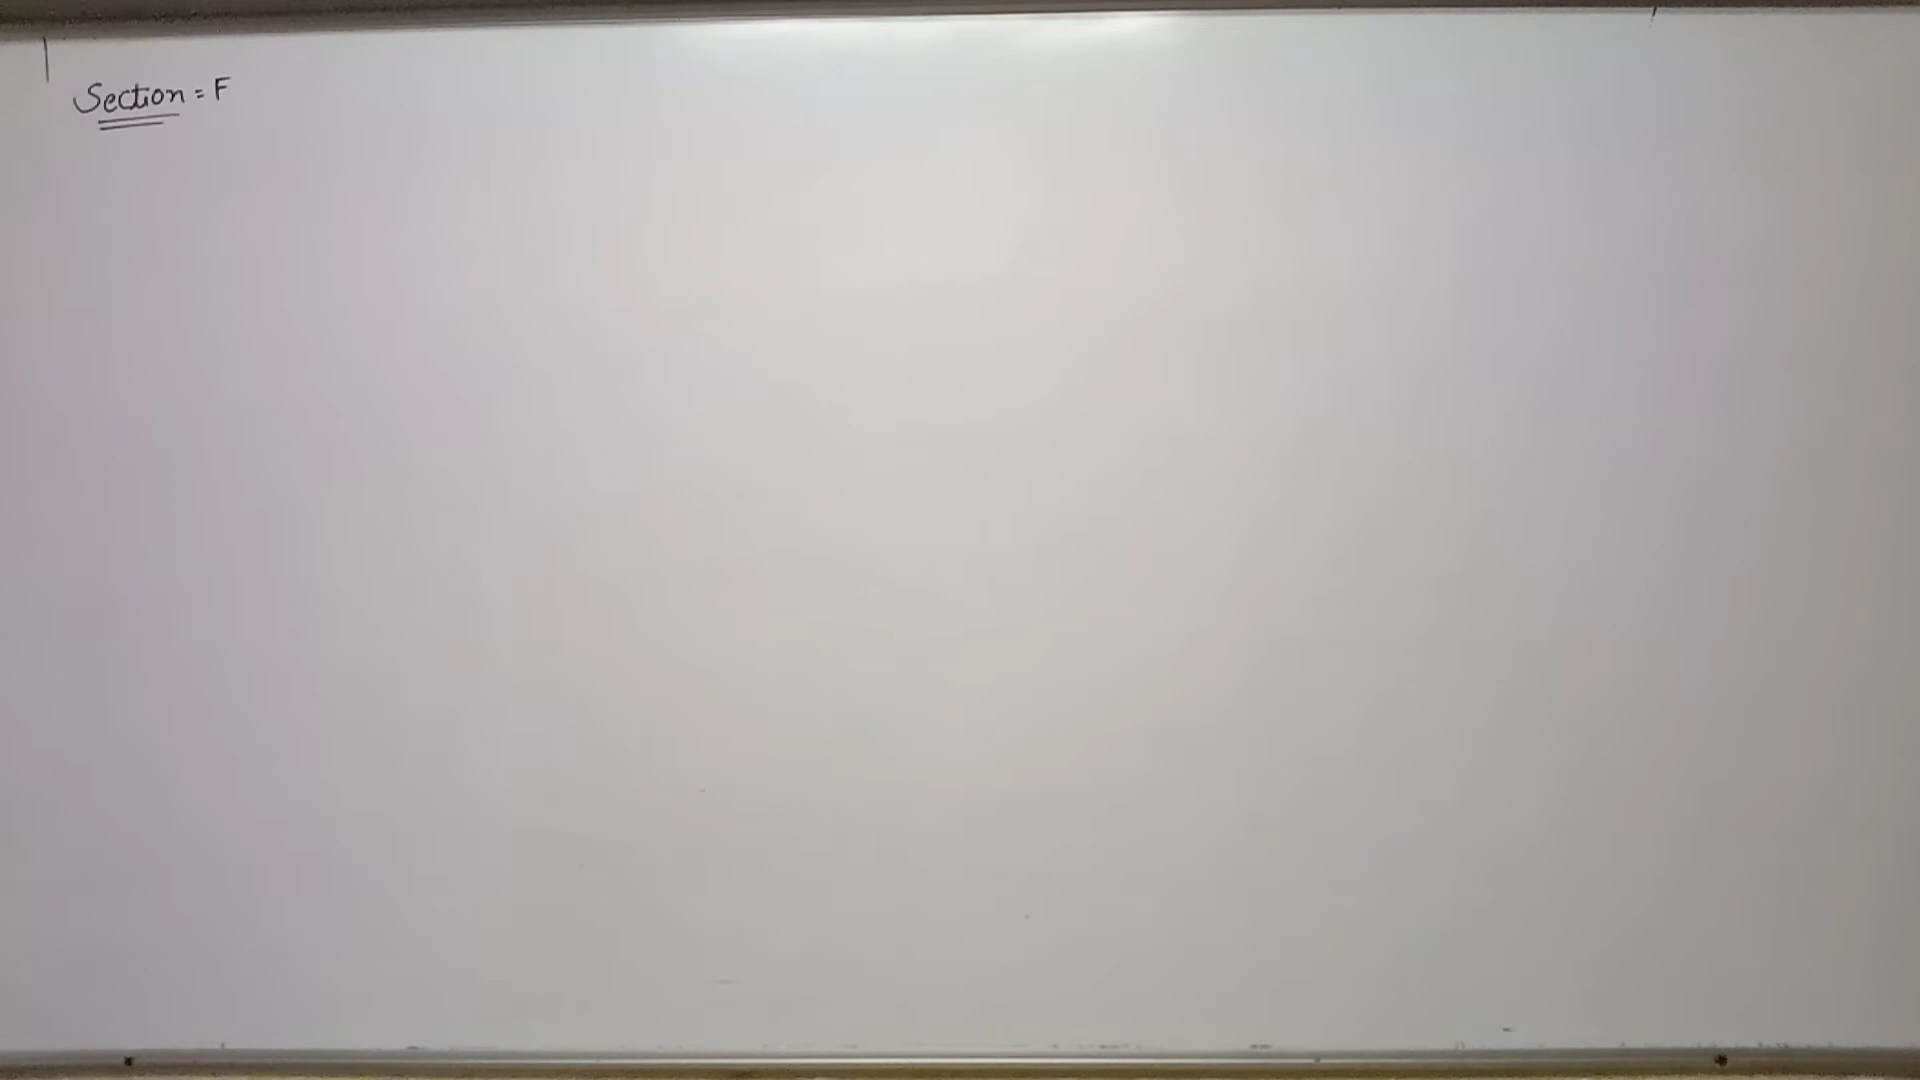 Section = F